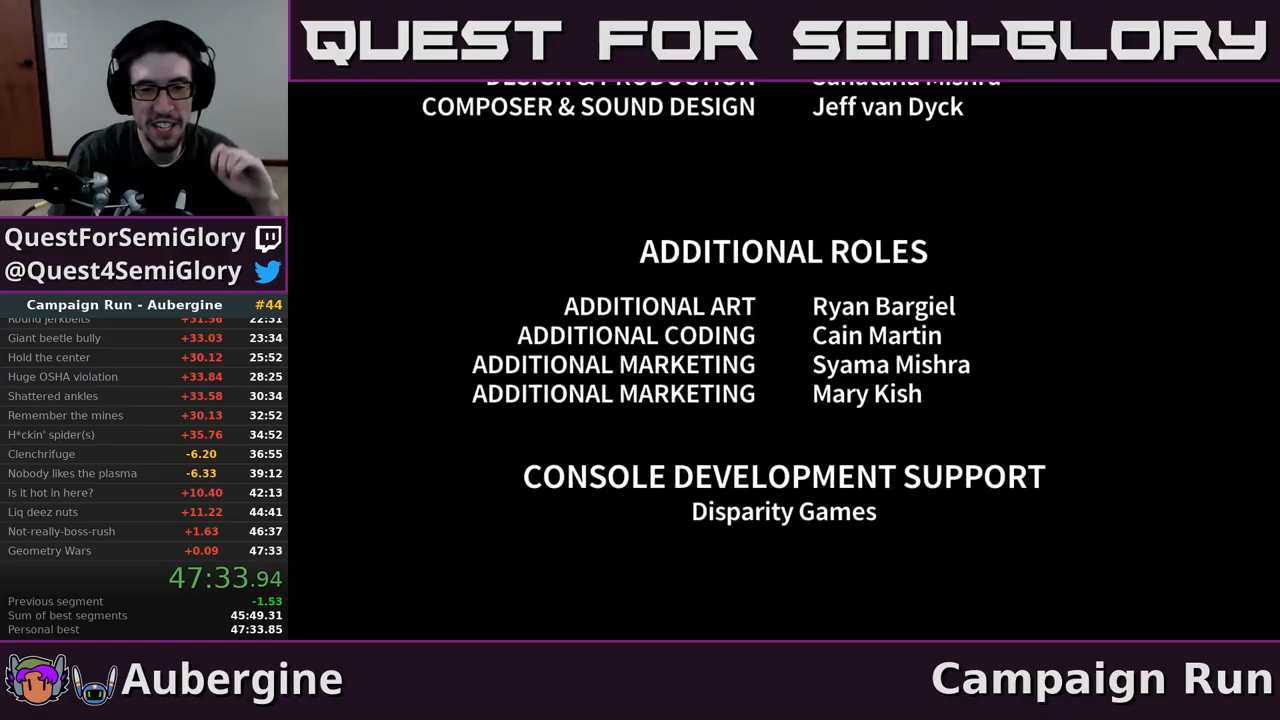 QUEST FOR SEMI-GLORY
COMPOSER & SOUND DESIGN Jeff van Dyck
ADDITIONAL ROLES
ADDITIONAL ART Ryan Bargiel
ADDITIONAL CODING Cain Martin
ADDITIONAL MARKETING Syama Mishra
ADDITIONAL MARKETING Mary Kish
CONSOLE DEVELOPMENT SUPPORT
Disparity Games
QuestForSemiGlory
@Quest4SemiGlory
Campaign Run - Aubergine #44
Round jerkbelts +31.56 22:31
Giant beetle bully +33.03 23:34
Hold the center +30.12 25:52
Huge OSHA violation +33.84 28:25
Shattered ankles +33.58 30:34
Remember the mines +30.13 32:52
H*ckin' spider(s) +35.76 34:52
Clenchrifuge -6.20 36:55
Nobody likes the plasma -6.33 39:12
Is it hot in here? +10.40 42:13
Liq deez nuts +11.22 44:41
Not-really-boss-rush +1.63 46:37
Geometry Wars +0.09 47:33
47:33.94
Previous segment -1.53
Sum of best segments 45:49.31
Personal best 47:33.85
Aubergine
Campaign Run